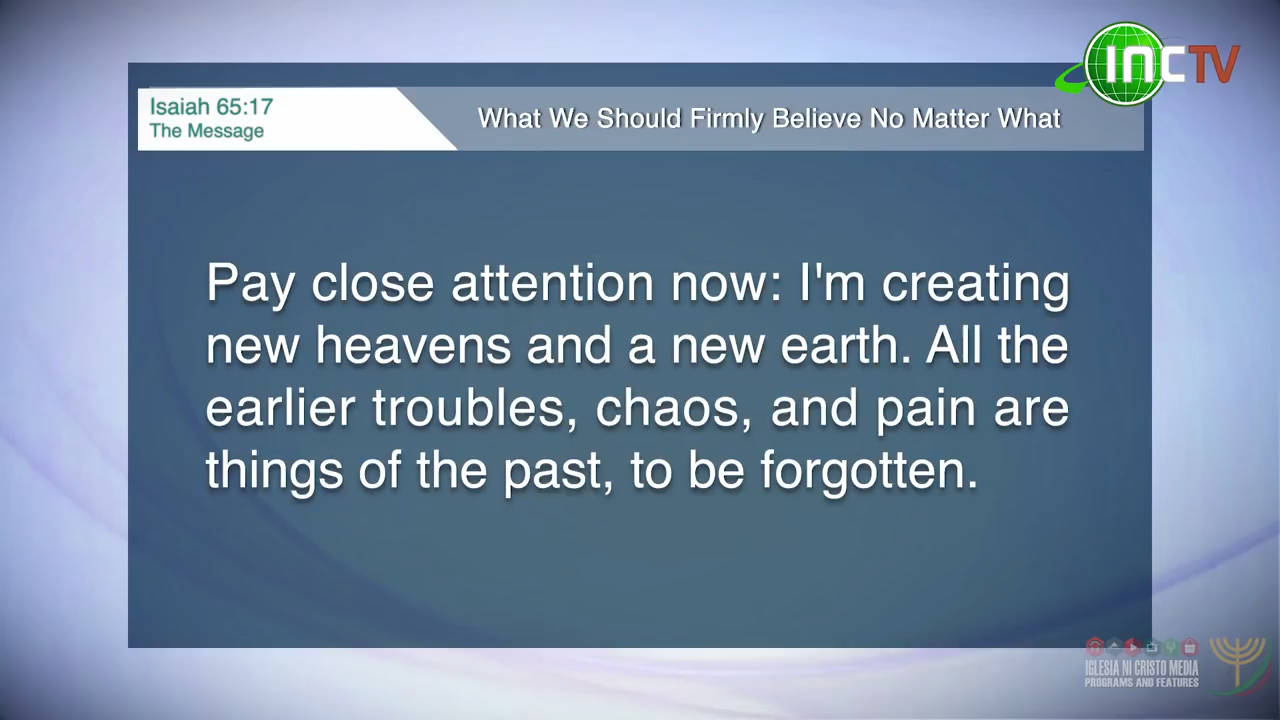 INCTV
Isaiah 65:17
The Message
What We Should Firmly Believe No Matter What
Pay close attention now: I'm creating
new heavens and a new earth. All the
earlier troubles, chaos, and pain are
things of the past, to be forgotten.
IGLESIA NI CRISTO MEDIA
PROGRAMS AND FEATURES